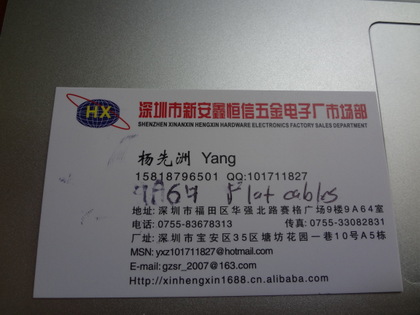 HX
深圳市新安鑫恒信五金电子厂市场部
SHENZHEN XINANXIN HENGXIN HARDWARE ELECTRONICS FACTORY SALES DEPARTMENT
杨先洲 Yang
15818796501 QQ:101711827
Flat cables
地址: 深圳市福田区华强北路赛格广场9楼9A64室
电话: 0755-83678313 传真: 0755-33082831
厂址: 深圳市宝安区35区塘坊花园一巷10号A5栋
MSN: yxz101711827@hotmail.com
E-mail: gzsr_2007@163.com
Http://xinhengxin1688.cn.alibaba.com